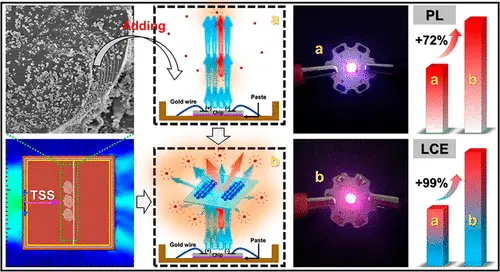 Adding
a
Gold wire
Paste
(+)
(-)
Chip
a
PL
+72%
a
b
TSS
b
Gold wire
Paste
(+)
(-)
Chip
b
LCE
+99%
a
b